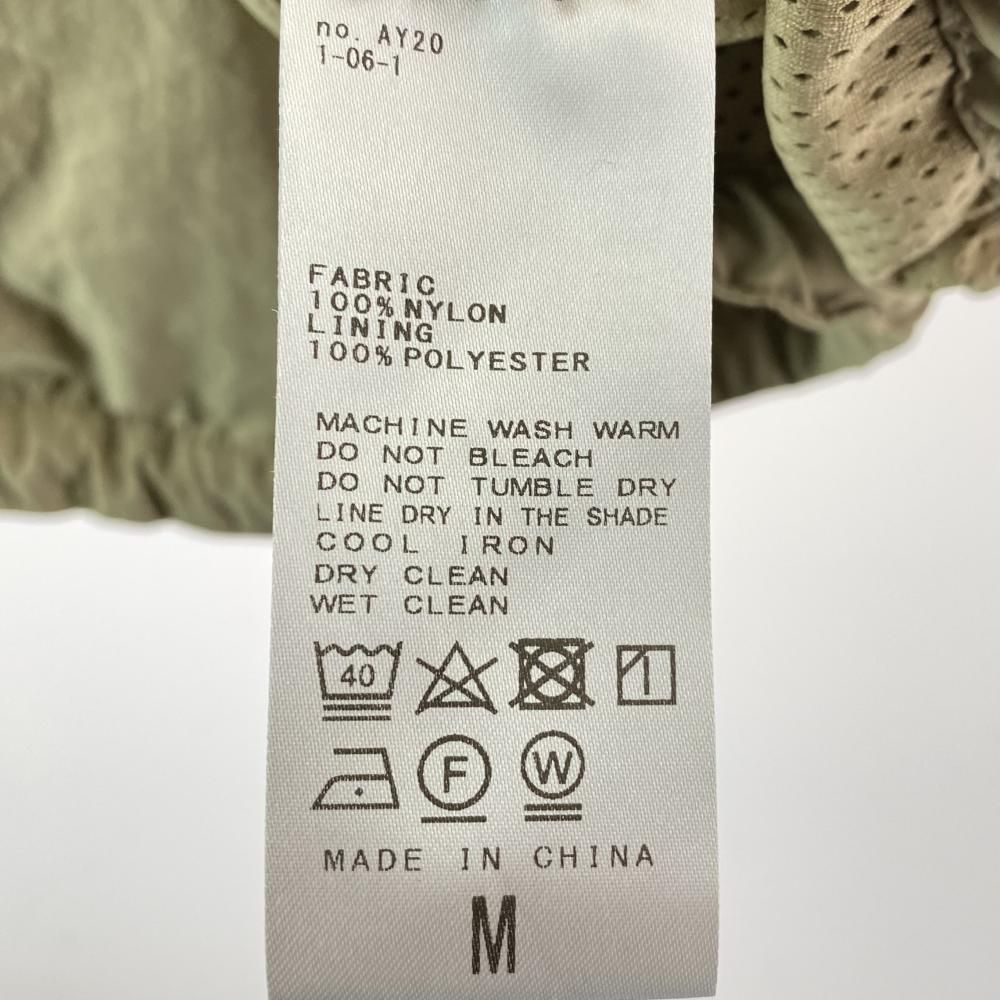 no. AY20
1-06-1
FABRIC
100% NYLON
LINING
100% POLYESTER
MACHINE WASH WARM
DO NOT BLEACH
DO NOT TUMBLE DRY
LINE DRY IN THE SHADE
COOL IRON
DRY CLEAN
WET CLEAN
40
F W
MADE IN CHINA
M